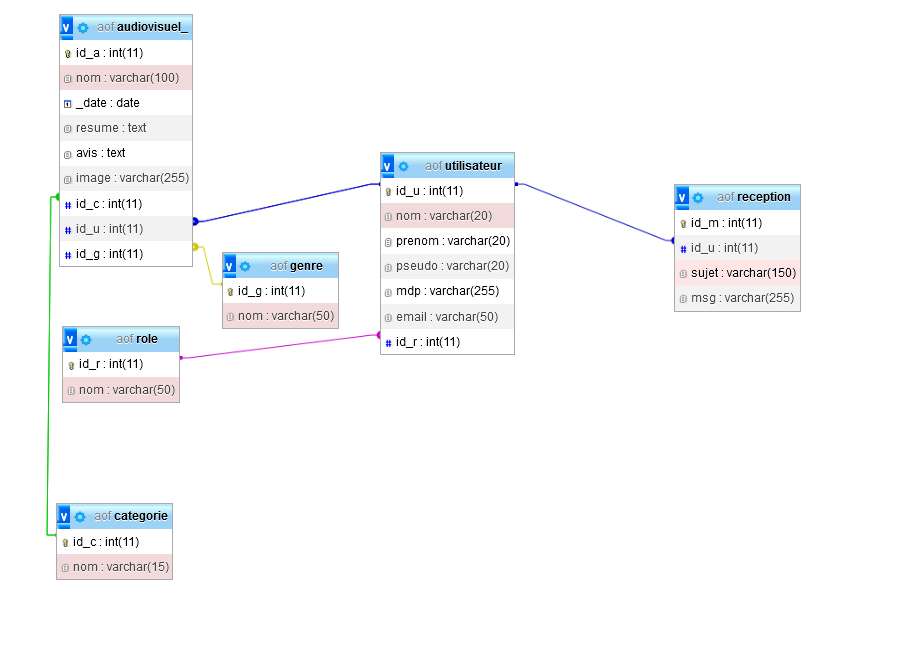 v aof audiovisuel_
id_a : int(11)
nom : varchar(100)
_date : date
resume : text
avis : text
image : varchar(255)
id_c : int(11)
id_u : int(11)
id_g : int(11)
v aof utilisateur
id_u : int(11)
nom : varchar(20)
prenom : varchar(20)
pseudo : varchar(20)
mdp : varchar(255)
email : varchar(50)
id_r : int(11)
v aof reception
id_m : int(11)
id_u : int(11)
sujet : varchar(150)
msg : varchar(255)
v aof genre
id_g : int(11)
nom : varchar(50)
v aof role
id_r : int(11)
nom : varchar(50)
v aof categorie
id_c : int(11)
nom : varchar(15)